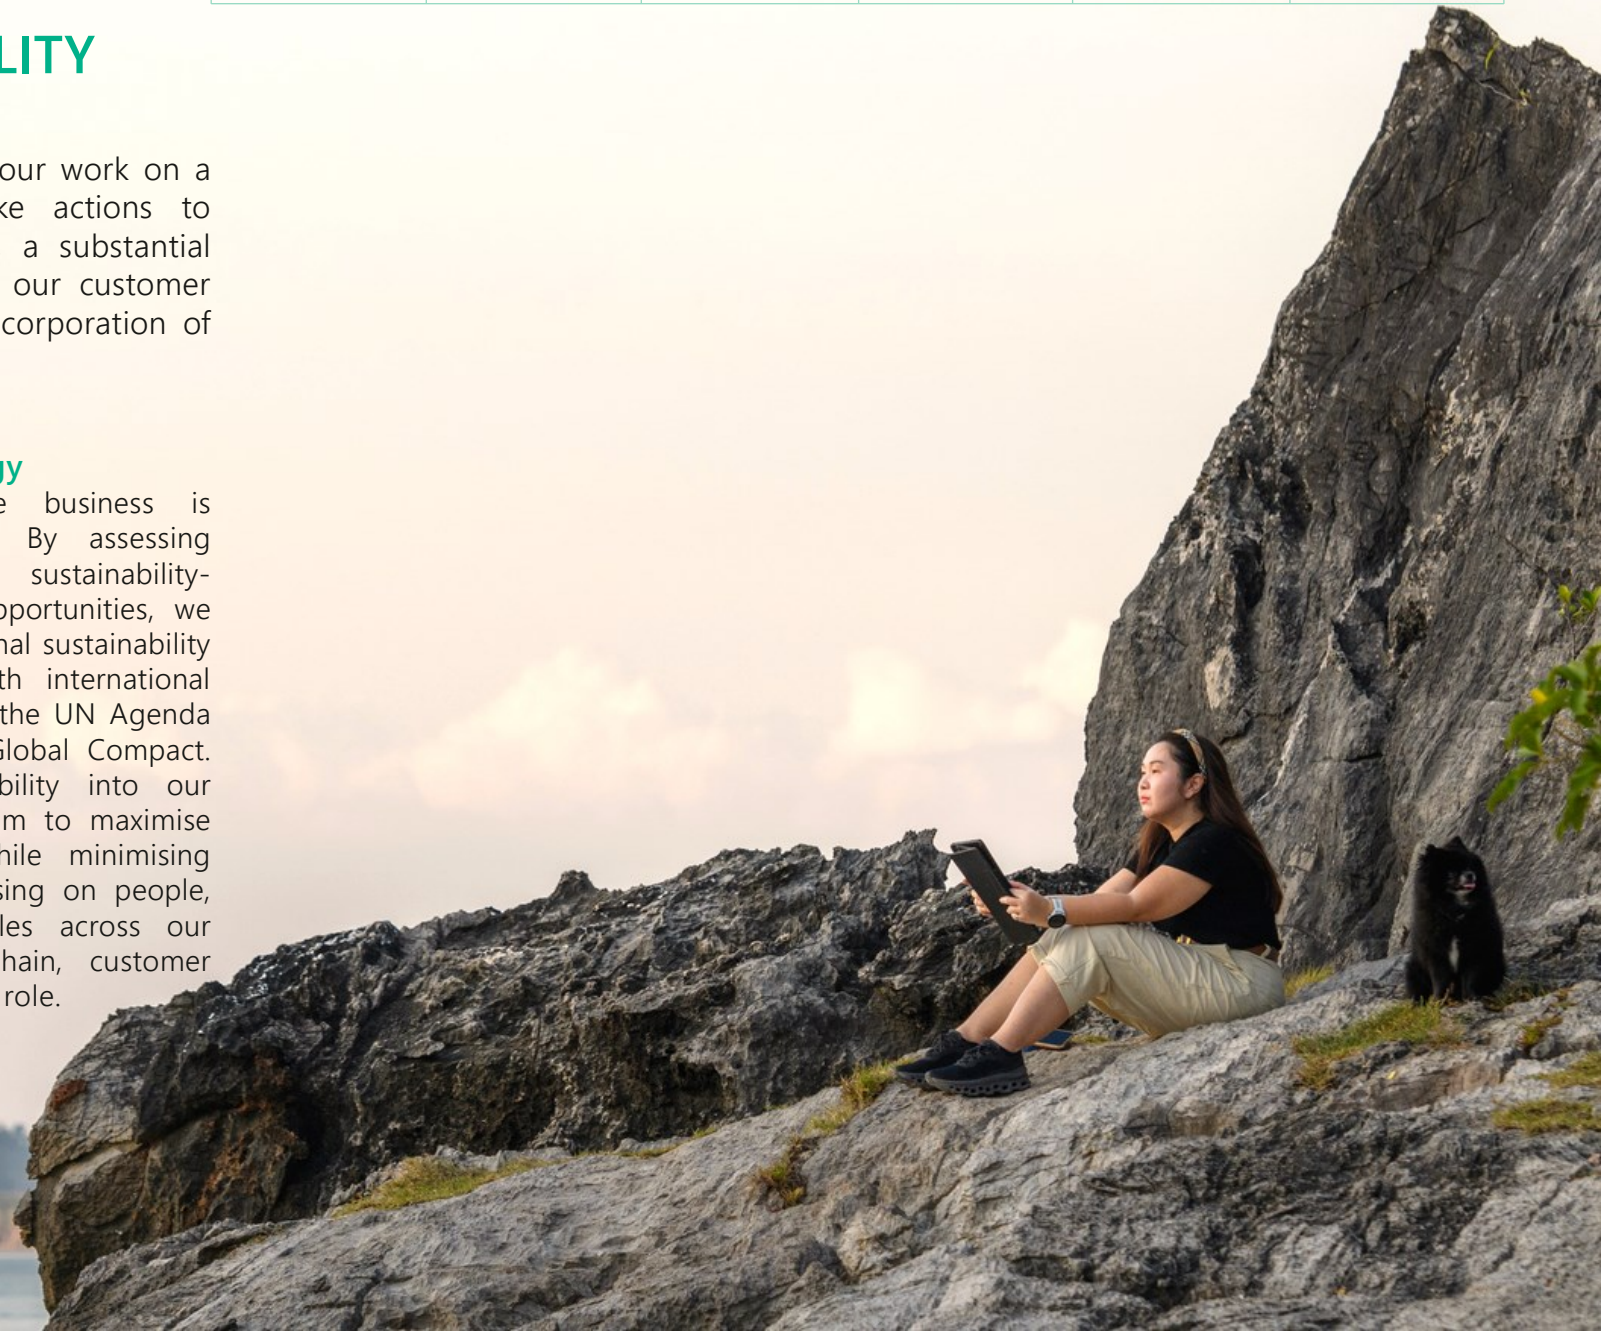 LITY
our work on a
ke actions to
a substantial
our customer
corporation of
gy
e business is
By assessing
sustainability-
pportunities, we
nal sustainability
th international
the UN Agenda
Global Compact.
bility into our
m to maximise
hile minimising
sing on people,
les across our
hain, customer
role.